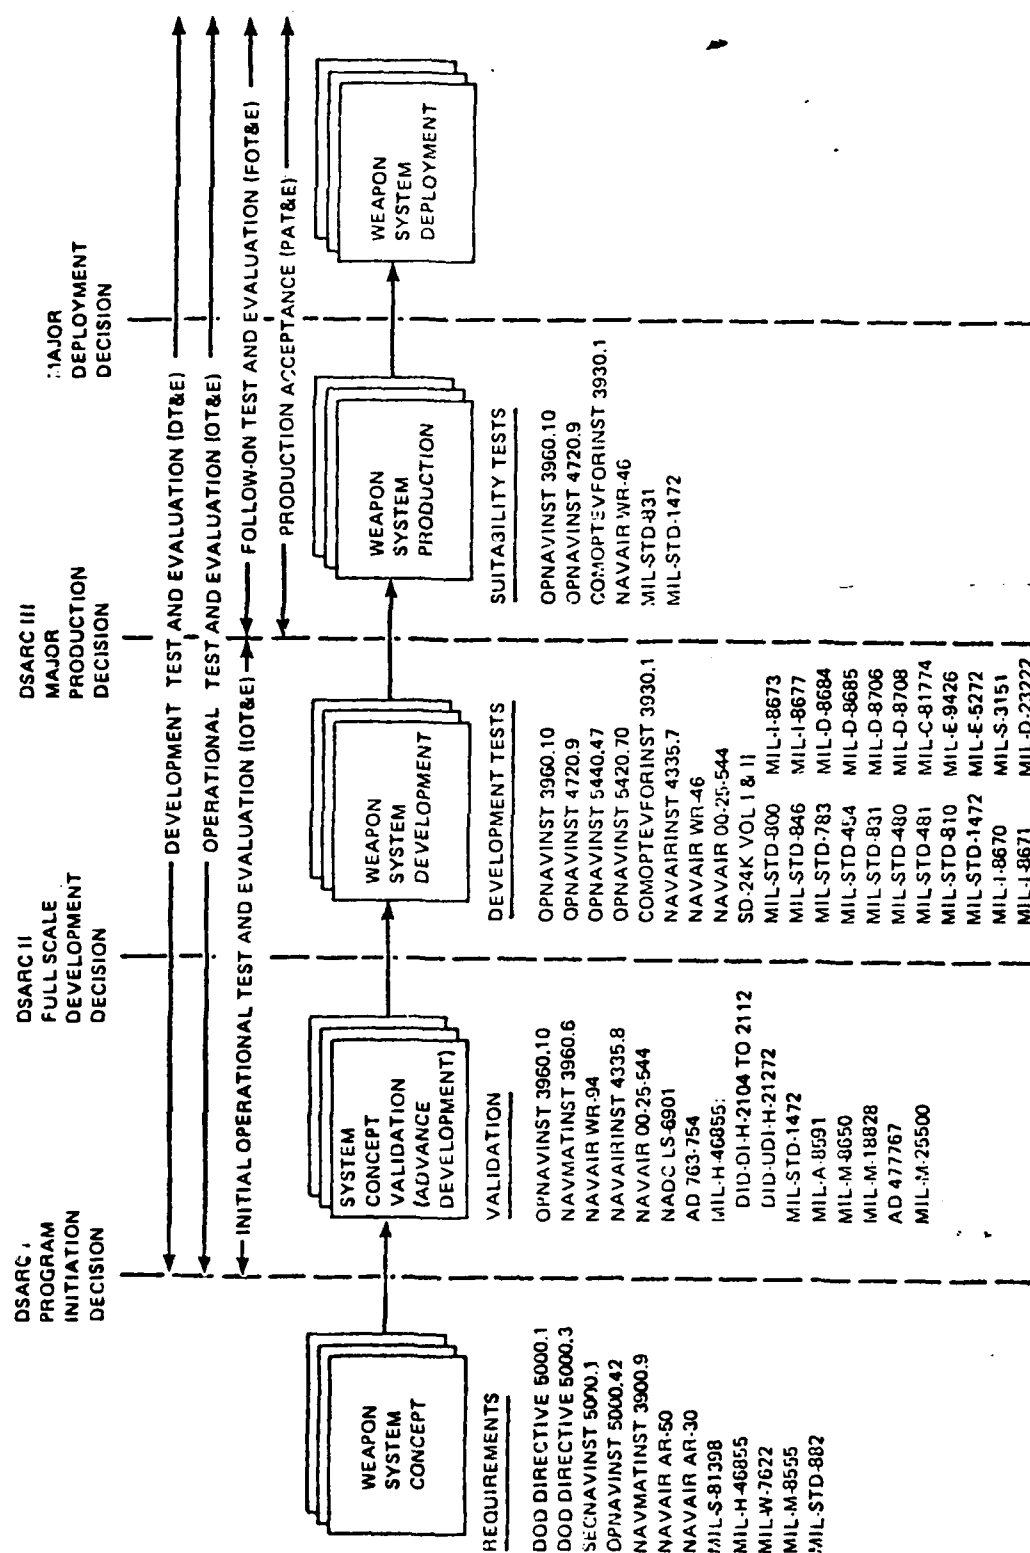 DSARC I
PROGRAM
INITIATION
DECISION
DSARC II
FULL SCALE
DEVELOPMENT
DECISION
DSARC III
MAJOR
PRODUCTION
DECISION
MAJOR
DEPLOYMENT
DECISION
DEVELOPMENT TEST AND EVALUATION (DT&E)
OPERATIONAL TEST AND EVALUATION (OT&E)
INITIAL OPERATIONAL TEST AND EVALUATION (IOT&E)
FOLLOW-ON TEST AND EVALUATION (FOT&E)
PRODUCTION ACCEPTANCE (PAT&E)
WEAPON
SYSTEM
CONCEPT
SYSTEM
CONCEPT
VALIDATION
(ADVANCE
DEVELOPMENT)
WEAPON
SYSTEM
DEVELOPMENT
WEAPON
SYSTEM
PRODUCTION
WEAPON
SYSTEM
DEPLOYMENT
REQUIREMENTS
DOD DIRECTIVE 5000.1
DOD DIRECTIVE 5000.3
SECNAVINST 5000.1
OPNAVINST 5000.42
NAVMATINST 3900.9
NAVAIR AR-50
NAVAIR AR-30
MIL-S-81398
MIL-H-46855
MIL-W-7622
MIL-M-8555
MIL-STD-882
VALIDATION
OPNAVINST 3960.10
NAVMATINST 3960.6
NAVAIR WR-94
NAVAIRINST 4335.8
NAVAIR 00-25-544
NADC LS-6901
AD 763-754
MIL-H-46855:
DID-DI-H-2104 TO 2112
DID-UDI-H-21272
MIL-STD-1472
MIL-A-8591
MIL-M-8650
MIL-M-18828
AD 477767
MIL-M-25500
DEVELOPMENT TESTS
OPNAVINST 3960.10
OPNAVINST 4720.9
OPNAVINST 5440.47
OPNAVINST 5420.70
COMOPTEVFORINST 3930.1
NAVAIRINST 4335.7
NAVAIR WR-46
NAVAIR 00-25-544
SD-24K VOL I & II
MIL-STD-800 MIL-I-8673
MIL-STD-846 MIL-I-8677
MIL-STD-783 MIL-D-8684
MIL-STD-454 MIL-D-8685
MIL-STD-831 MIL-D-8706
MIL-STD-480 MIL-D-8708
MIL-STD-481 MIL-C-81774
MIL-STD-810 MIL-E-9426
MIL-STD-1472 MIL-E-5272
MIL-I-8670 MIL-S-3151
MIL-I-8671 MIL-D-23222
SUITABILITY TESTS
OPNAVINST 3960.10
OPNAVINST 4720.9
COMOPTEVFORINST 3930.1
NAVAIR WR-46
MIL-STD-831
MIL-STD-1472